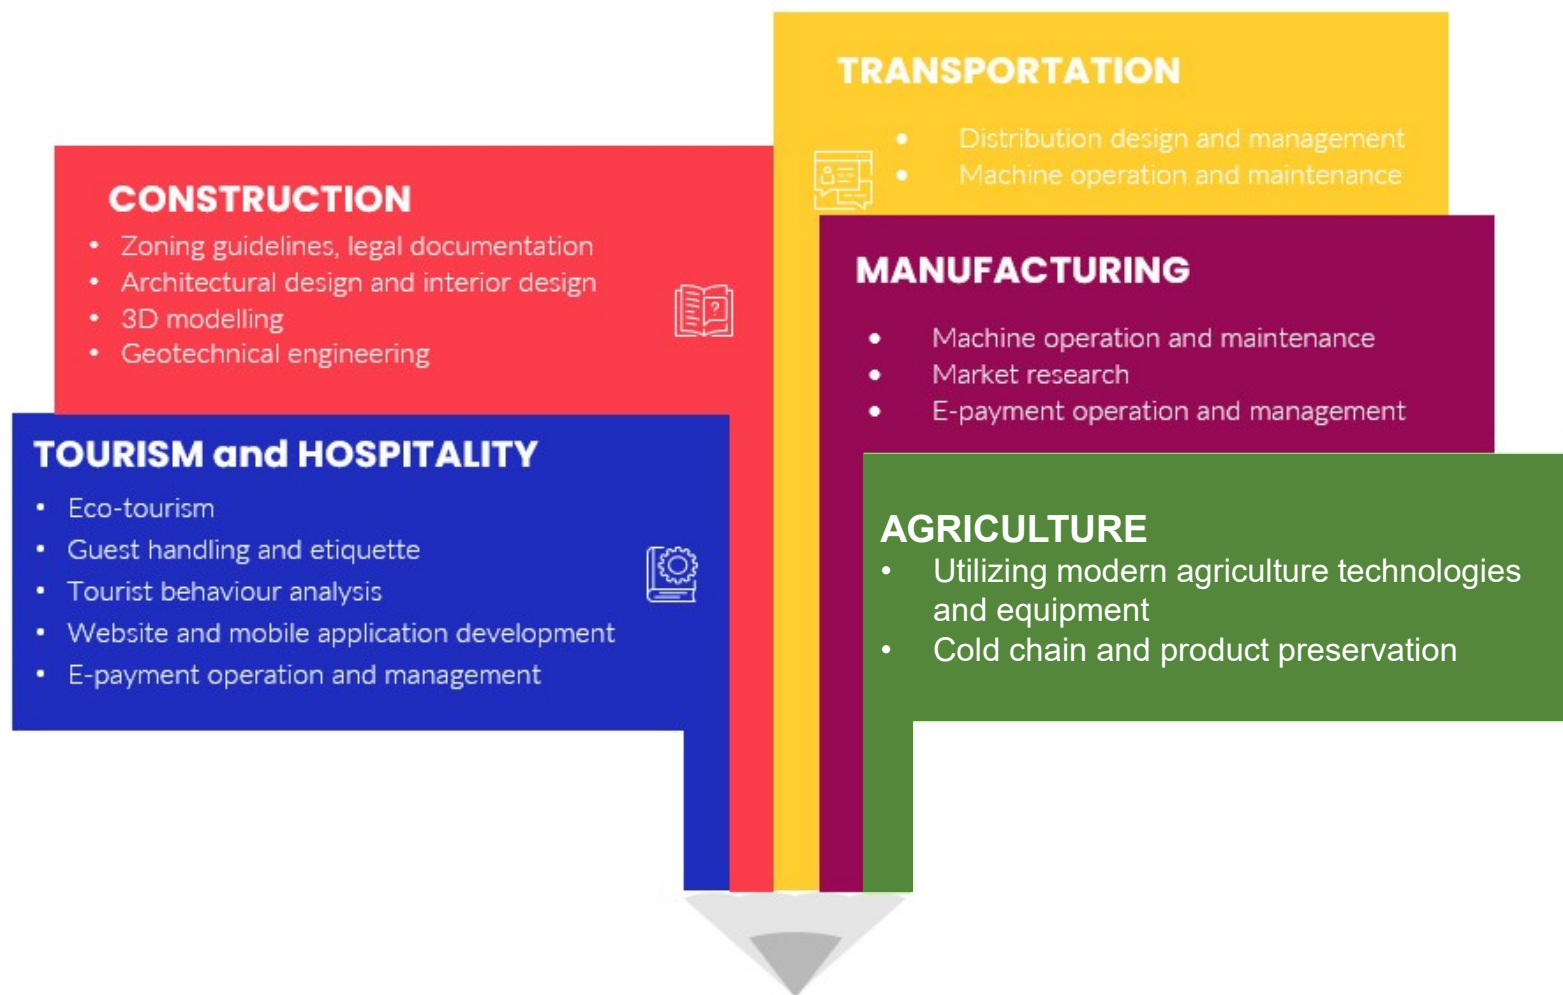 TRANSPORTATION
• Distribution design and management
• Machine operation and maintenance
CONSTRUCTION
• Zoning guidelines, legal documentation
• Architectural design and interior design
• 3D modelling
• Geotechnical engineering
?
MANUFACTURING
• Machine operation and maintenance
• Market research
• E-payment operation and management
TOURISM and HOSPITALITY
• Eco-tourism
• Guest handling and etiquette
• Tourist behaviour analysis
• Website and mobile application development
• E-payment operation and management
AGRICULTURE
• Utilizing modern agriculture technologies
and equipment
• Cold chain and product preservation